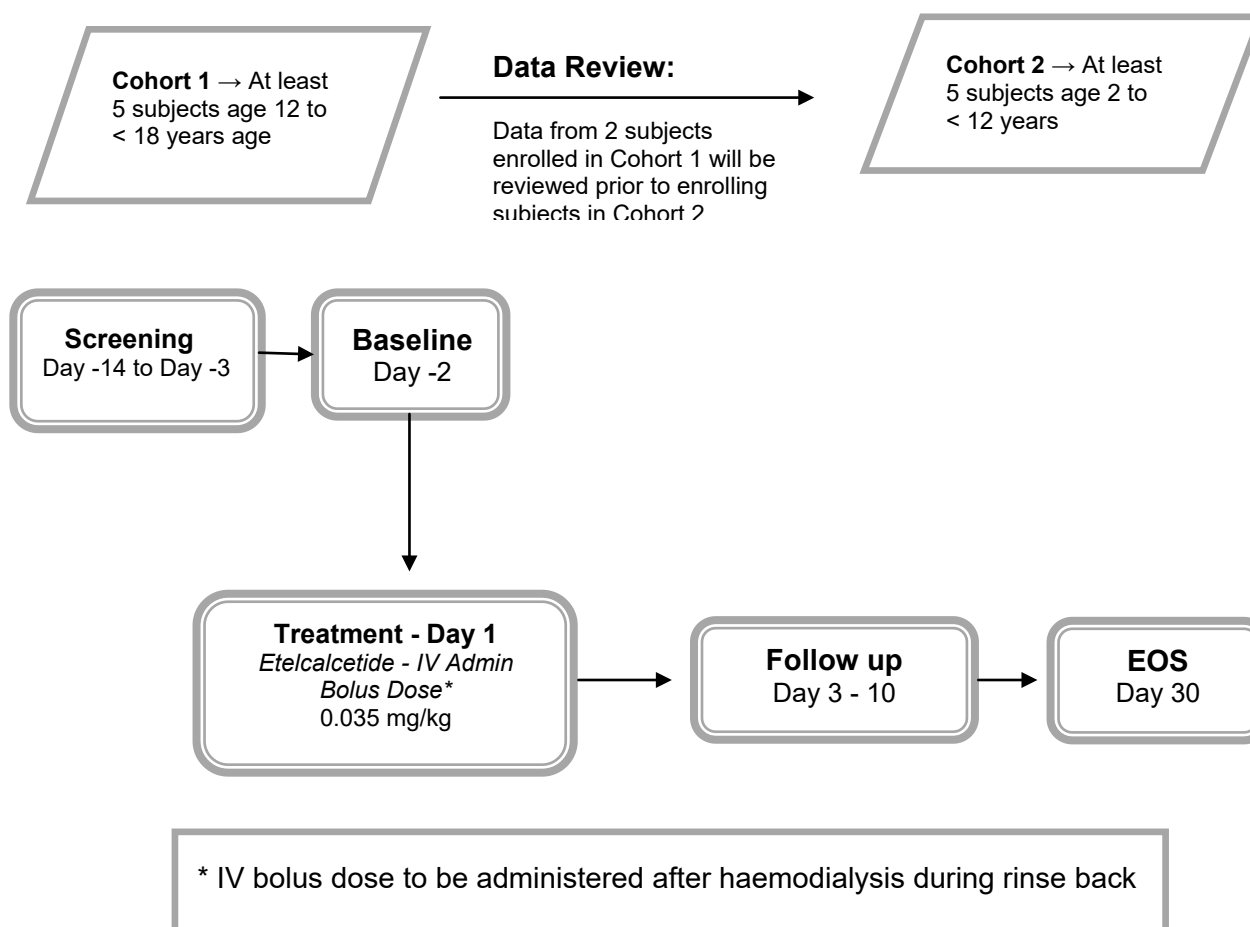 Cohort 1 → At least
5 subjects age 12 to
< 18 years age
Data Review:
Data from 2 subjects
enrolled in Cohort 1 will be
reviewed prior to enrolling
subjects in Cohort 2
Cohort 2 → At least
5 subjects age 2 to
< 12 years
Screening
Day -14 to Day -3
Baseline
Day -2
Treatment - Day 1
Etelcalcetide - IV Admin
Bolus Dose*
0.035 mg/kg
Follow up
Day 3 - 10
EOS
Day 30
* IV bolus dose to be administered after haemodialysis during rinse back